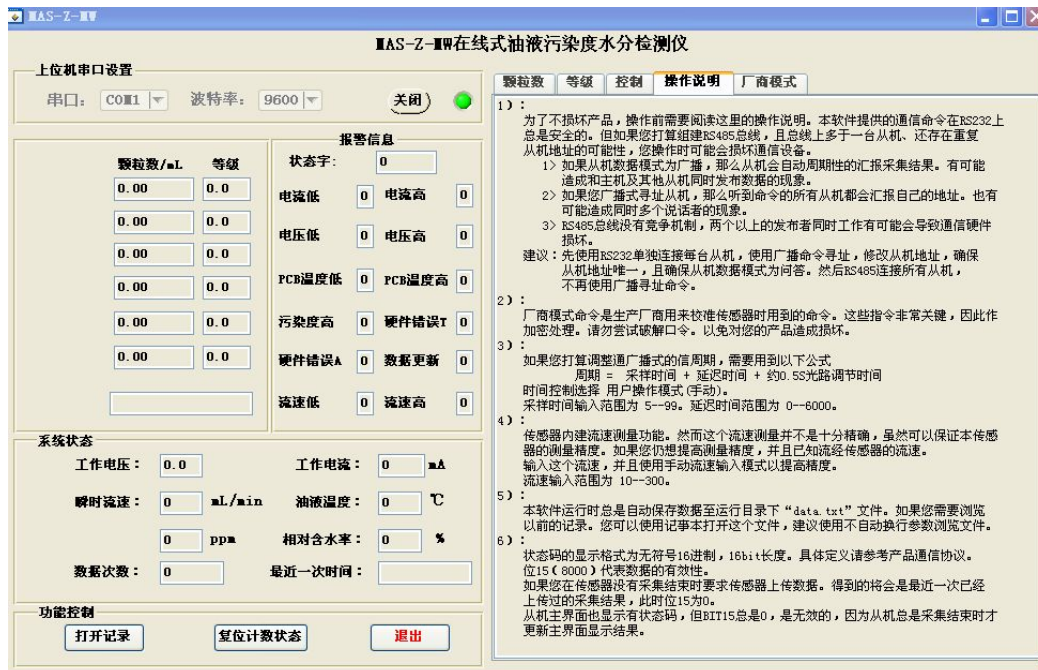 MAS-Z-MW
MAS-Z-MW在线式油液污染度水分检测仪
上位机串口设置
串口： COM1 波特率： 9600 关闭)
颗粒数/mL 等级
0.00 0.0
0.00 0.0
0.00 0.0
0.00 0.0
0.00 0.0
0.00 0.0
报警信息
状态字： 0
电流低 0 电流高 0
电压低 0 电压高 0
PCB温度低 0 PCB温度高 0
污染度高 0 硬件错误T 0
硬件错误A 0 数据更新 0
流速低 0 流速高 0
系统状态
工作电压： 0.0 工作电流： 0 mA
瞬时流速： 0 mL/min 油液温度： 0 ℃
0 ppm 相对含水率： 0 %
数据次数： 0 最近一次时间：
功能控制
打开记录 复位计数状态 退出
颗粒数 等级 控制 操作说明 厂商模式
1）：
为了不损坏产品，操作前需要阅读这里的操作说明。本软件提供的通信命令在RS232上
总是安全的。但如果您打算组建RS485总线，且总线上多于一台从机、还存在重复
从机地址的可能性，您操作时可能会损坏通信设备。
1> 如果从机数据模式为广播，那么从机会自动周期性的汇报采集结果。有可能
造成和主机及其他从机同时发布数据的现象。
2> 如果您广播式寻址从机，那么听到命令的所有从机都会汇报自己的地址。也有
可能造成同时多个说话者的现象。
3> RS485总线没有竞争机制，两个以上的发布者同时工作有可能会导致通信硬件
损坏。
建议：先使用RS232单独连接每台从机，使用广播命令寻址，修改从机地址，确保
从机地址唯一，且确保从机数据模式为问答。然后RS485连接所有从机，
不再使用广播寻址命令。
2）：
厂商模式命令是生产厂商用来校准传感器时用到的命令。这些指令非常关键，因此作
加密处理。请勿尝试破解口令。以免对您的产品造成损坏。
3）：
如果您打算调整通广播式的信周期，需要用到以下公式
周期 = 采样时间 + 延迟时间 + 约0.5S光路调节时间
时间控制选择 用户操作模式(手动)。
采样时间输入范围为 5--99。延迟时间范围为 0--6000。
4）：
传感器内建流速测量功能。然而这个流速测量并不是十分精确，虽然可以保证本传感
器的测量精度。如果您仍想提高测量精度，并且已知流经传感器的流速。
输入这个流速，并且使用手动流速输入模式以提高精度。
流速输入范围为 10--300。
5）：
本软件运行时总是自动保存数据至运行目录下“data.txt”文件。如果您需要浏览
以前的记录。您可以使用记事本打开这个文件，建议使用不自动换行参数浏览文件。
6）：
状态码的显示格式为无符号16进制，16bit长度。具体定义请参考产品通信协议。
位15(8000)代表数据的有效性。
如果您在传感器没有采集结束时要求传感器上传数据。得到的将会是最近一次已经
上传过的采集结果，此时位15为0。
从机主界面也显示有状态码，但BIT15总是0，是无效的，因为从机总是采集结束时才
更新主界面显示结果。